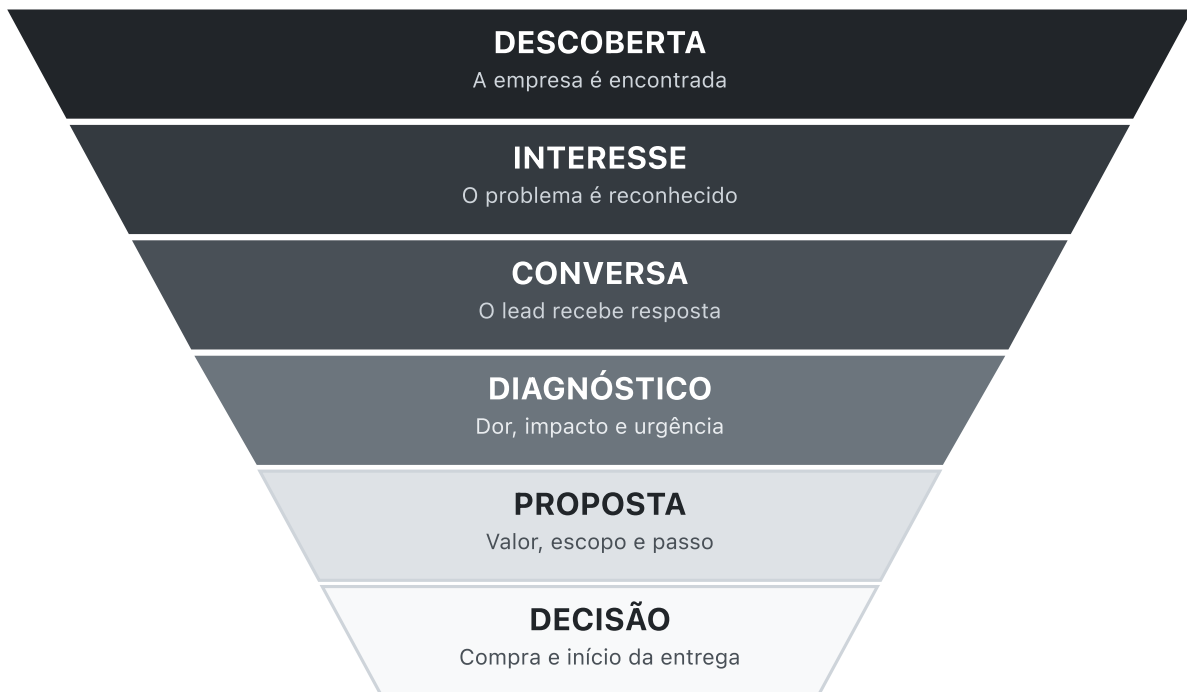 DESCOBERTA
A empresa é encontrada
INTERESSE
O problema é reconhecido
CONVERSA
O lead recebe resposta
DIAGNÓSTICO
Dor, impacto e urgência
PROPOSTA
Valor, escopo e passo
DECISÃO
Compra e início da entrega